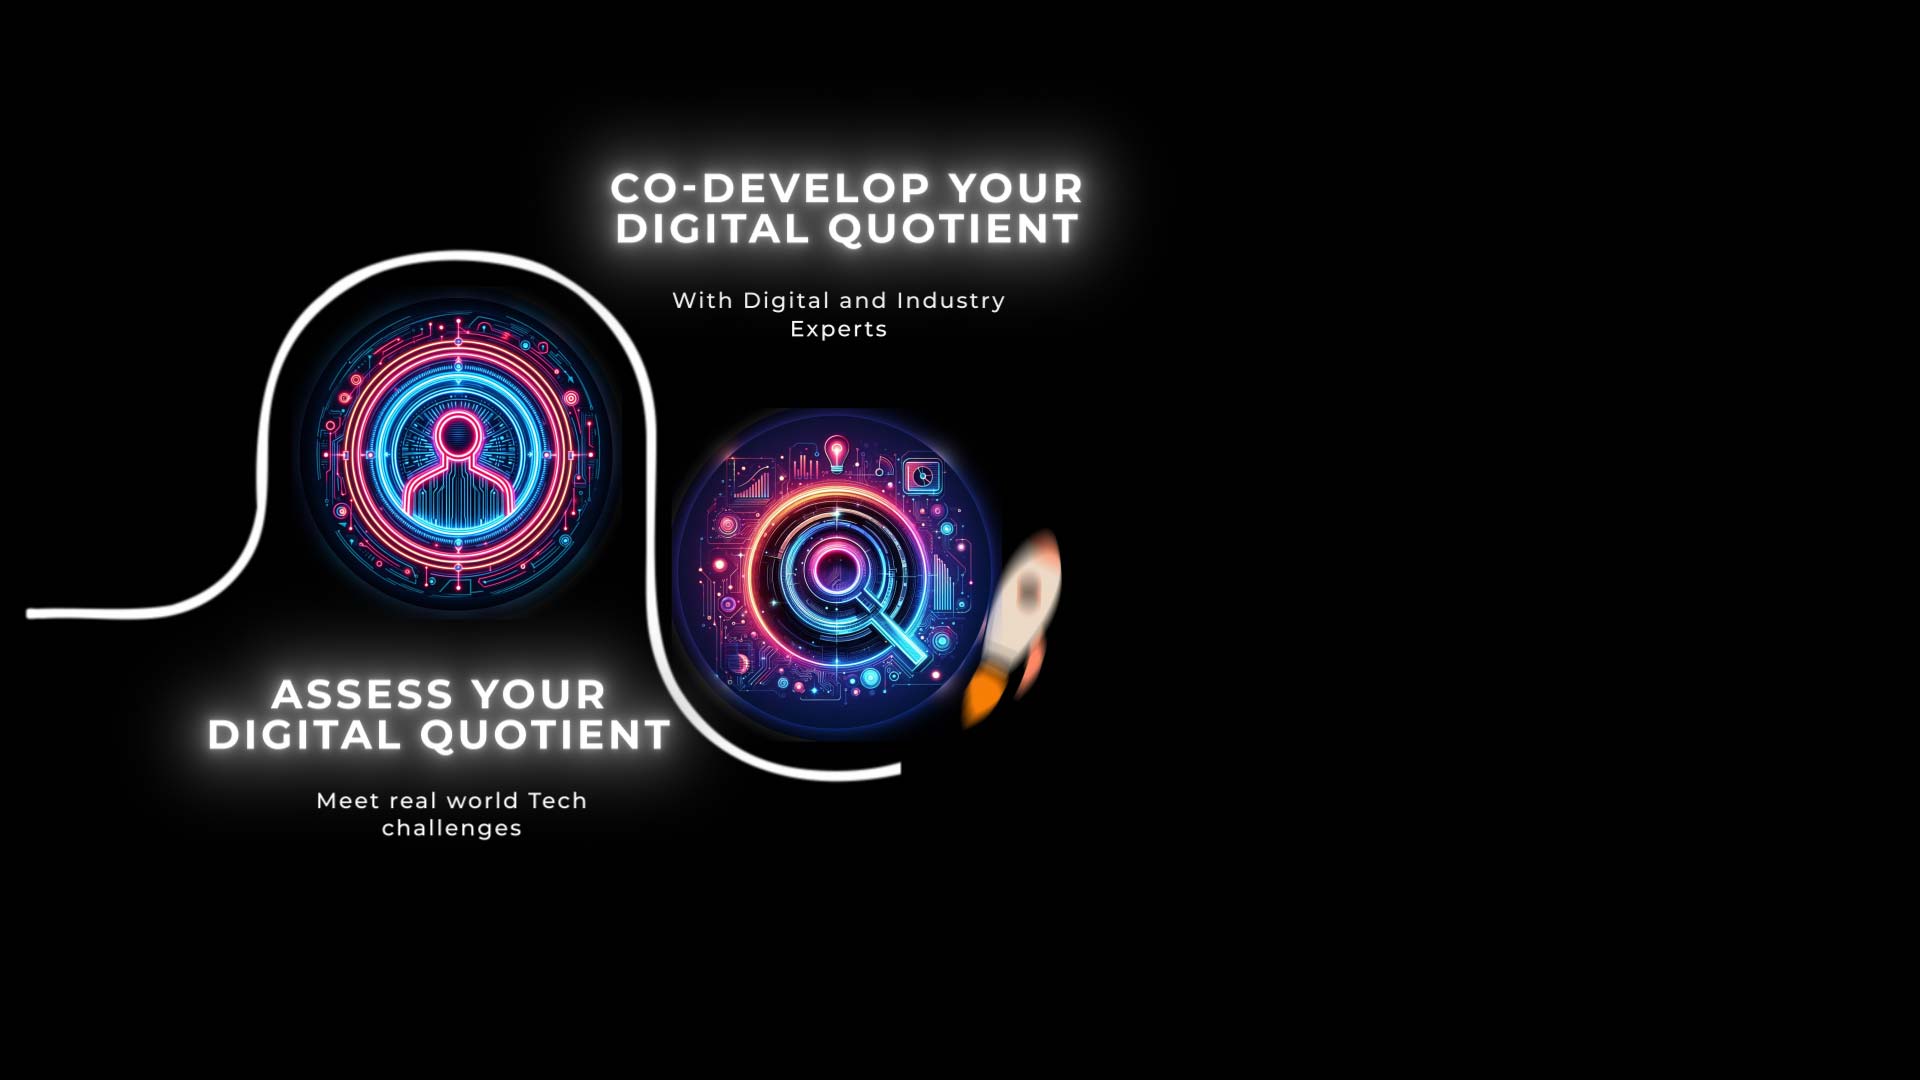 CO-DEVELOP YOUR
DIGITAL QUOTIENT
With Digital and Industry
Experts
ASSESS YOUR
DIGITAL QUOTIENT
Meet real world Tech
challenges